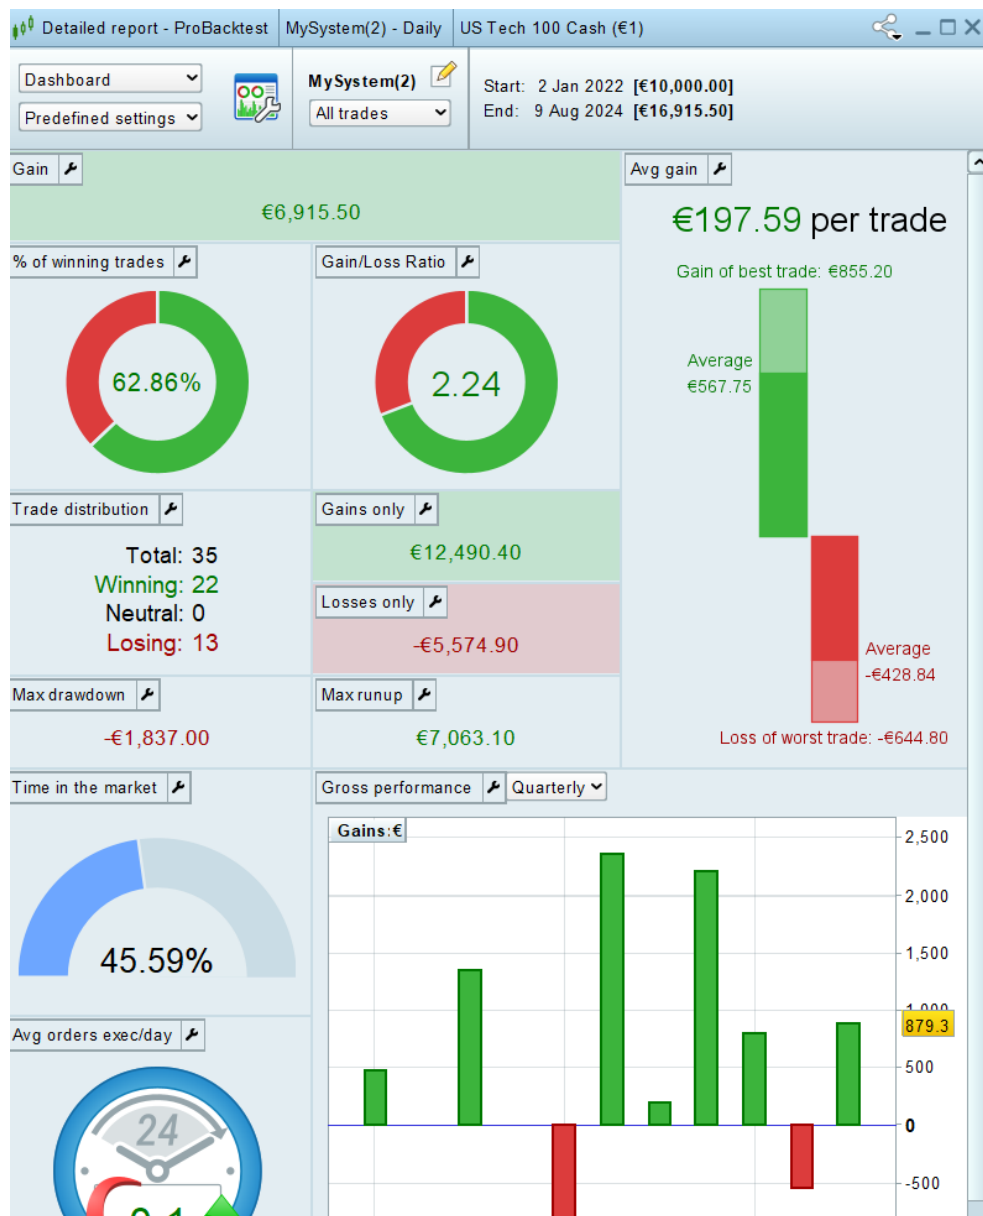 Detailed report - ProBacktest MySystem(2) - Daily US Tech 100 Cash (€1)
Dashboard
Predefined settings
MySystem(2)
All trades
Start: 2 Jan 2022 [€10,000.00]
End: 9 Aug 2024 [€16,915.50]
Gain
€6,915.50
Avg gain
€197.59 per trade
Gain of best trade: €855.20
Average
€567.75
Average
-€428.84
Loss of worst trade: -€644.80
% of winning trades
62.86%
Gain/Loss Ratio
2.24
Trade distribution
Total: 35
Winning: 22
Neutral: 0
Losing: 13
Gains only
€12,490.40
Losses only
-€5,574.90
Max drawdown
-€1,837.00
Max runup
€7,063.10
Time in the market
45.59%
Gross performance Quarterly
Gains:€
2,500
2,000
1,500
1,000
879.3
500
0
-500
Avg orders exec/day
24